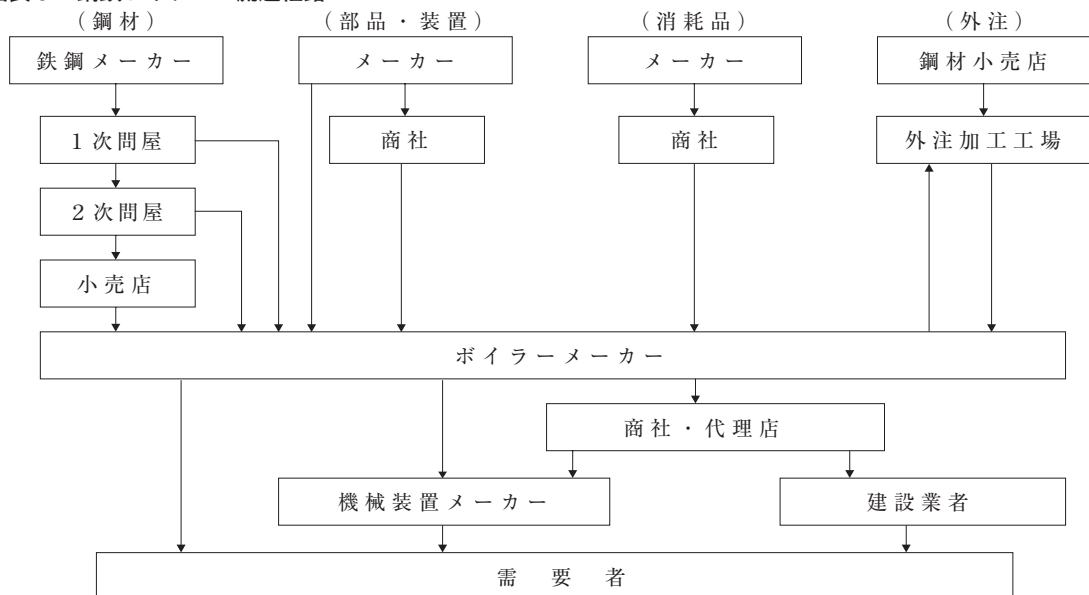 （鋼材）
（部品・装置）
（消耗品）
（外注）
鉄鋼メーカー
メーカー
メーカー
鋼材小売店
1次問屋
商社
商社
外注加工工場
2次問屋
小売店
ボイラーメーカー
商社・代理店
機械装置メーカー
建設業者
需要者